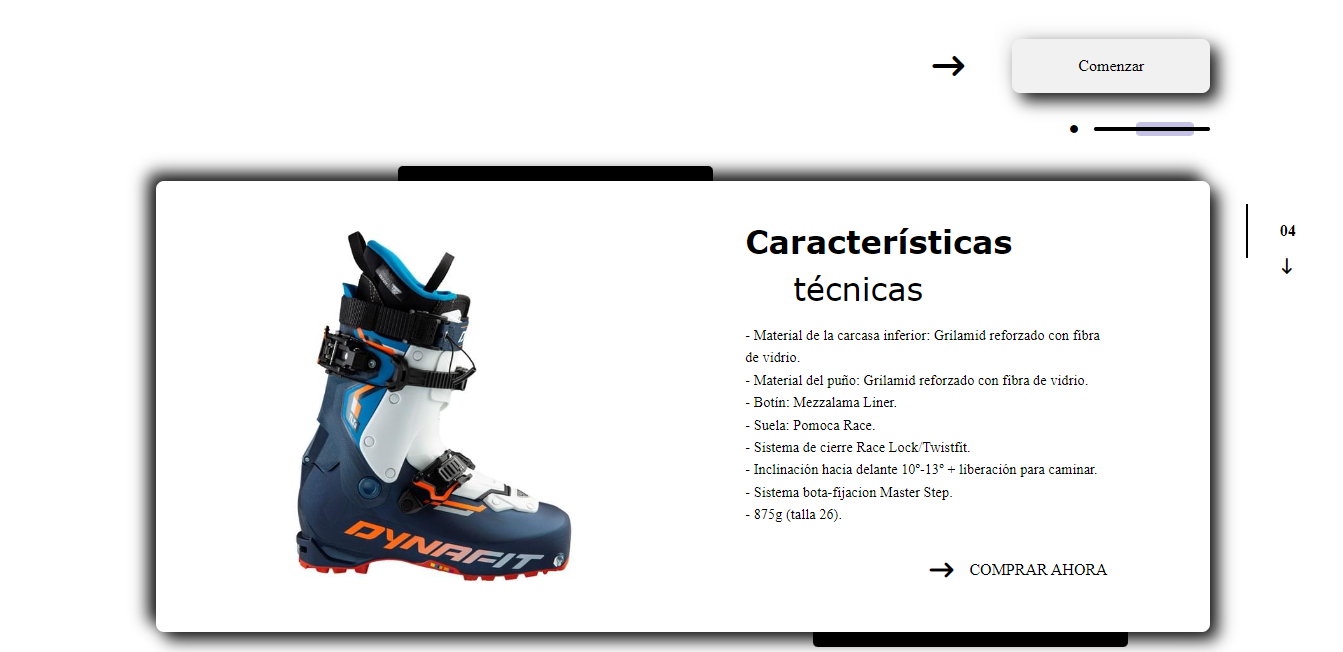 Comenzar
04
Características
técnicas
- Material de la carcasa inferior: Grilamid reforzado con fibra
de vidrio.
- Material del puño: Grilamid reforzado con fibra de vidrio.
- Botín: Mezzalama Liner.
- Suela: Pomoca Race.
- Sistema de cierre Race Lock/Twistfit.
- Inclinación hacia delante 10°-13° + liberación para caminar.
- Sistema bota-fijacion Master Step.
- 875g (talla 26).
DYNAFIT
COMPRAR AHORA